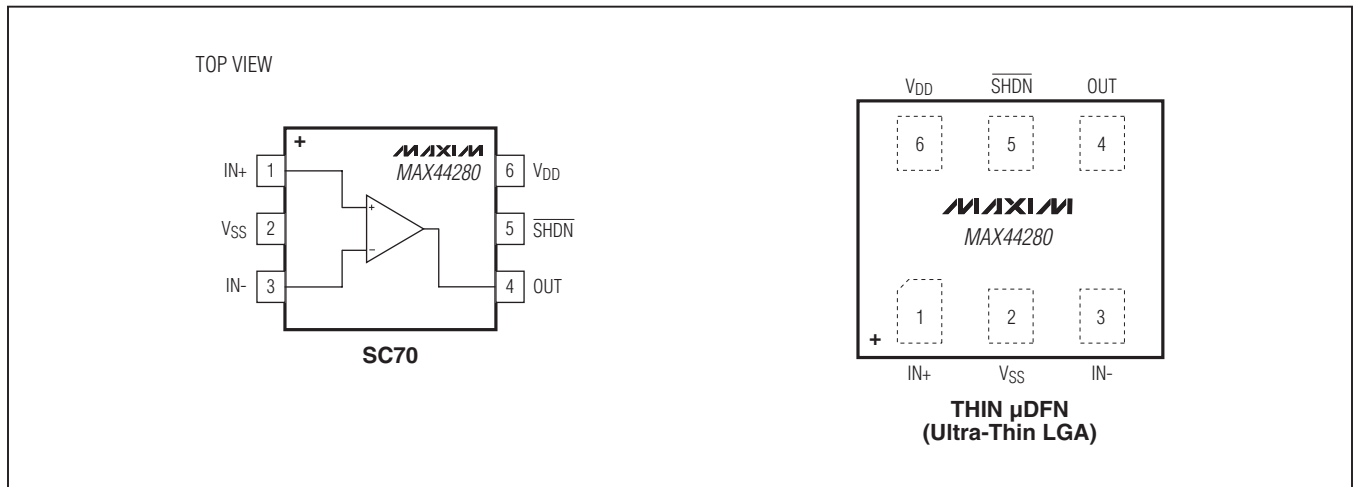 TOP VIEW
+
MAXIM
MAX44280
IN+ 1
6 VDD
VSS 2
5 SHDN
IN- 3
4 OUT
+
−
SC70
VDD SHDN OUT
6 5 4
MAXIM
MAX44280
1 2 3
+
IN+ VSS IN-
THIN µDFN
(Ultra-Thin LGA)